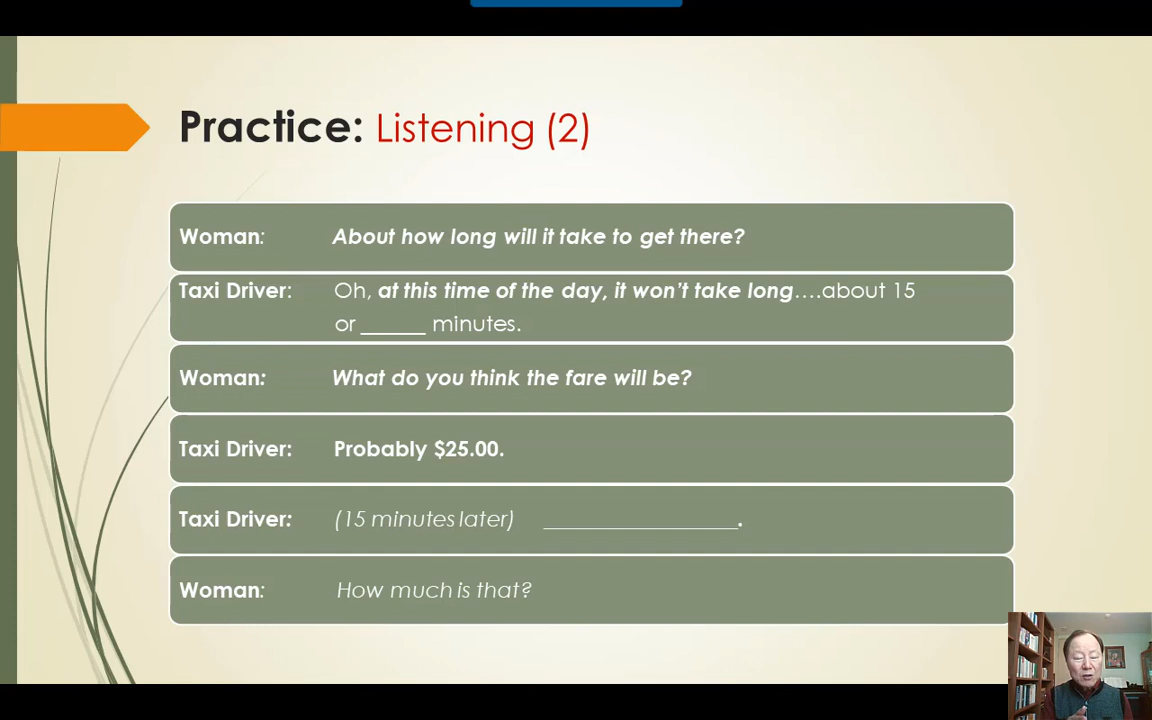 Practice: Listening (2)
Woman: About how long will it take to get there?
Taxi Driver: Oh, at this time of the day, it won't take long....about 15
or ______ minutes.
Woman: What do you think the fare will be?
Taxi Driver: Probably $25.00.
Taxi Driver: (15 minutes later) __________________.
Woman: How much is that?